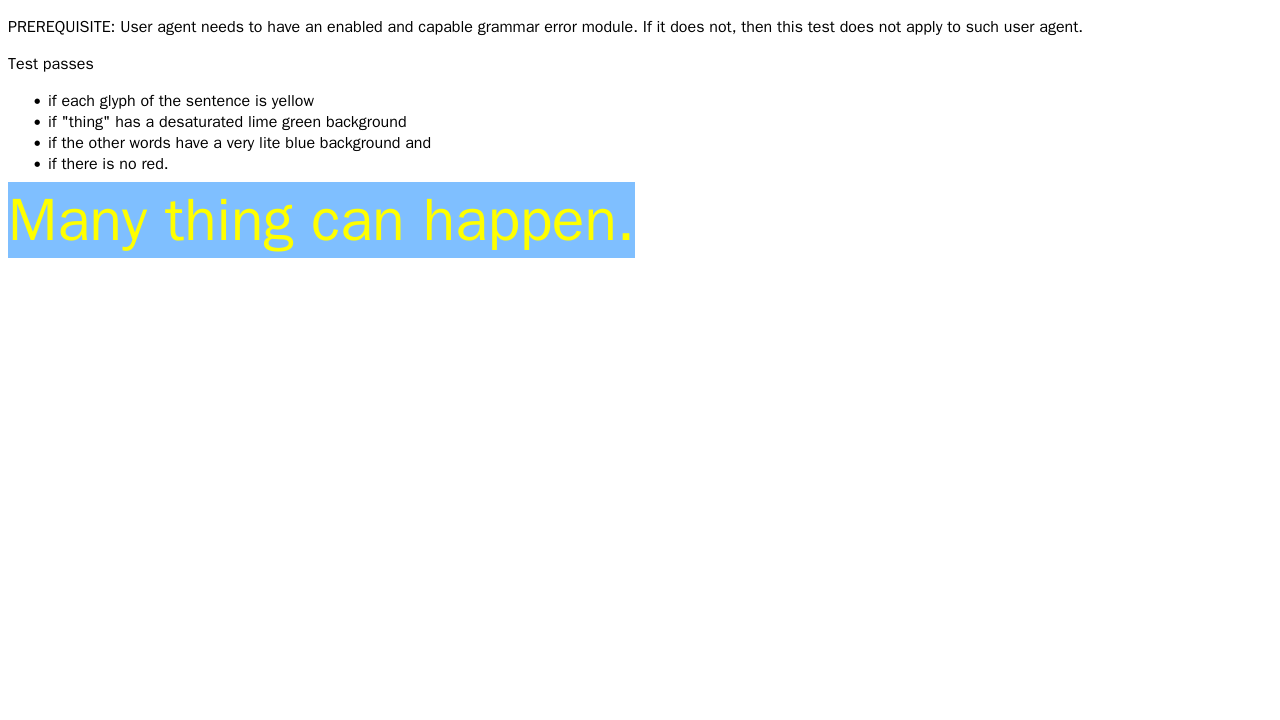 PREREQUISITE: User agent needs to have an enabled and capable grammar error module. If it does not, then this test does not apply to such user agent.
Test passes
• if each glyph of the sentence is yellow
• if "thing" has a desaturated lime green background
• if the other words have a very lite blue background and
• if there is no red.
Many thing can happen.